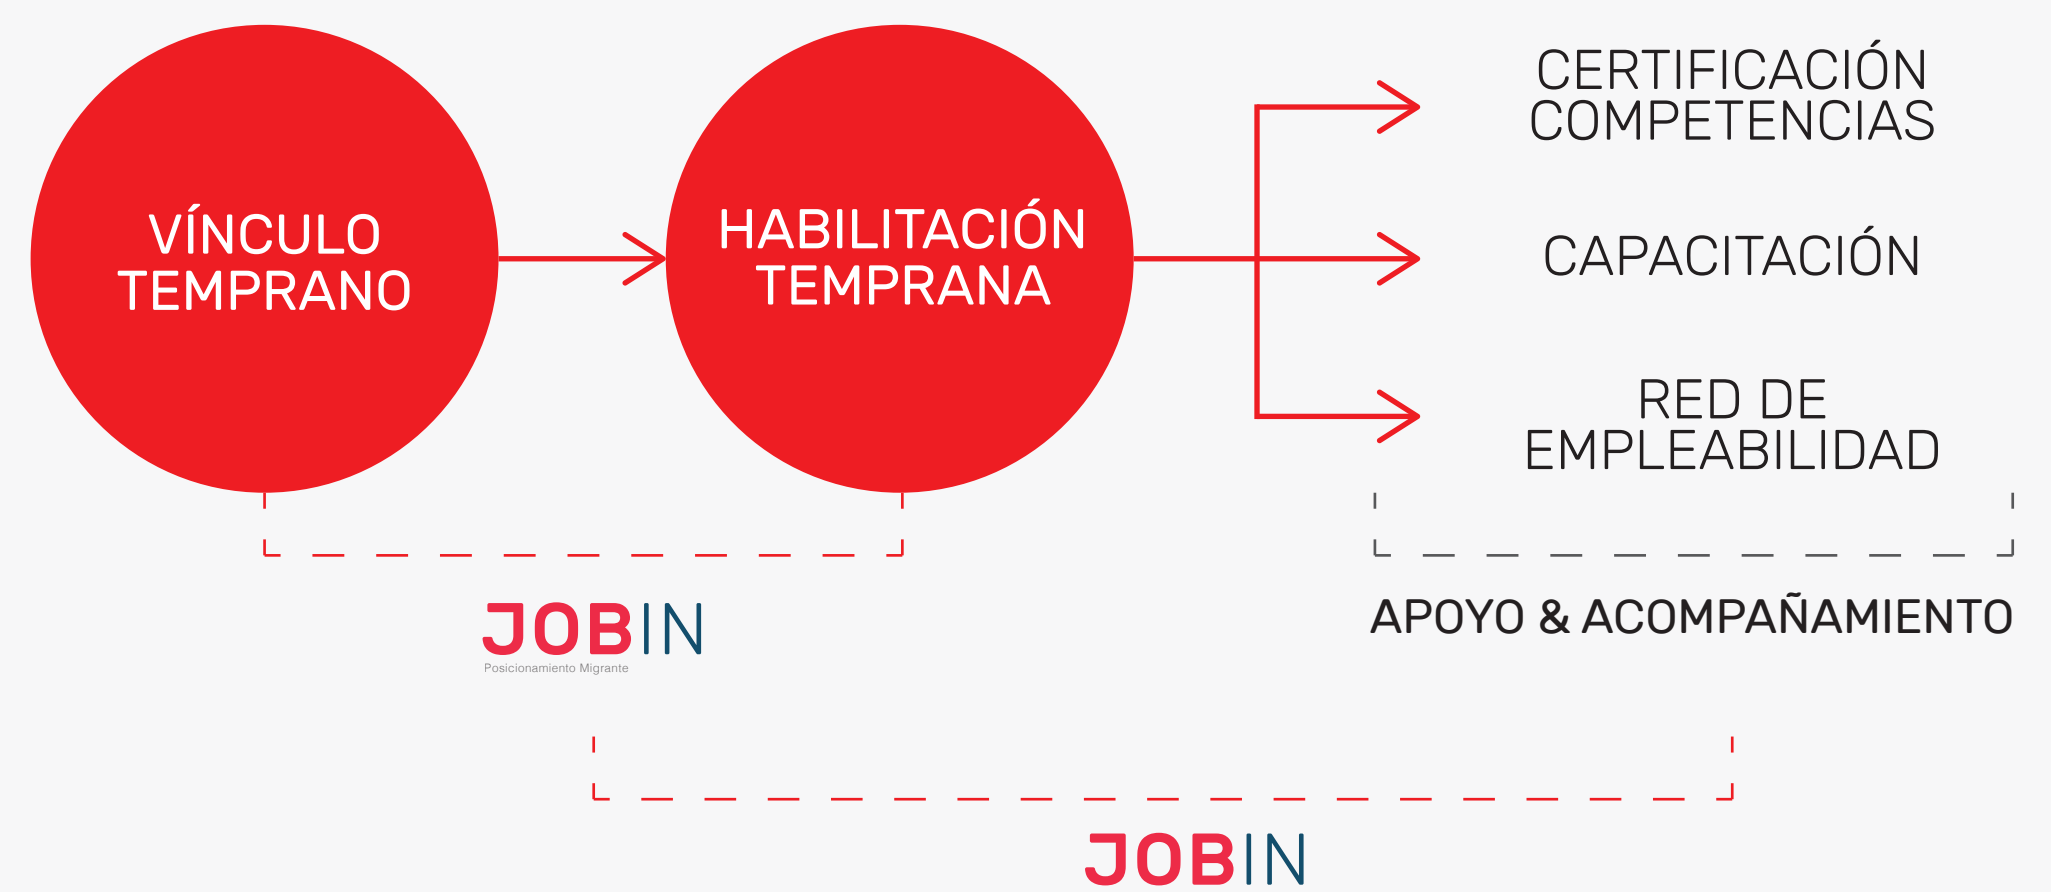 VÍNCULO
TEMPRANO
HABILITACIÓN
TEMPRANA
CERTIFICACIÓN
COMPETENCIAS
CAPACITACIÓN
RED DE
EMPLEABILIDAD
JOBIN
Posicionamiento Migrante
APOYO & ACOMPAÑAMIENTO
JOBIN